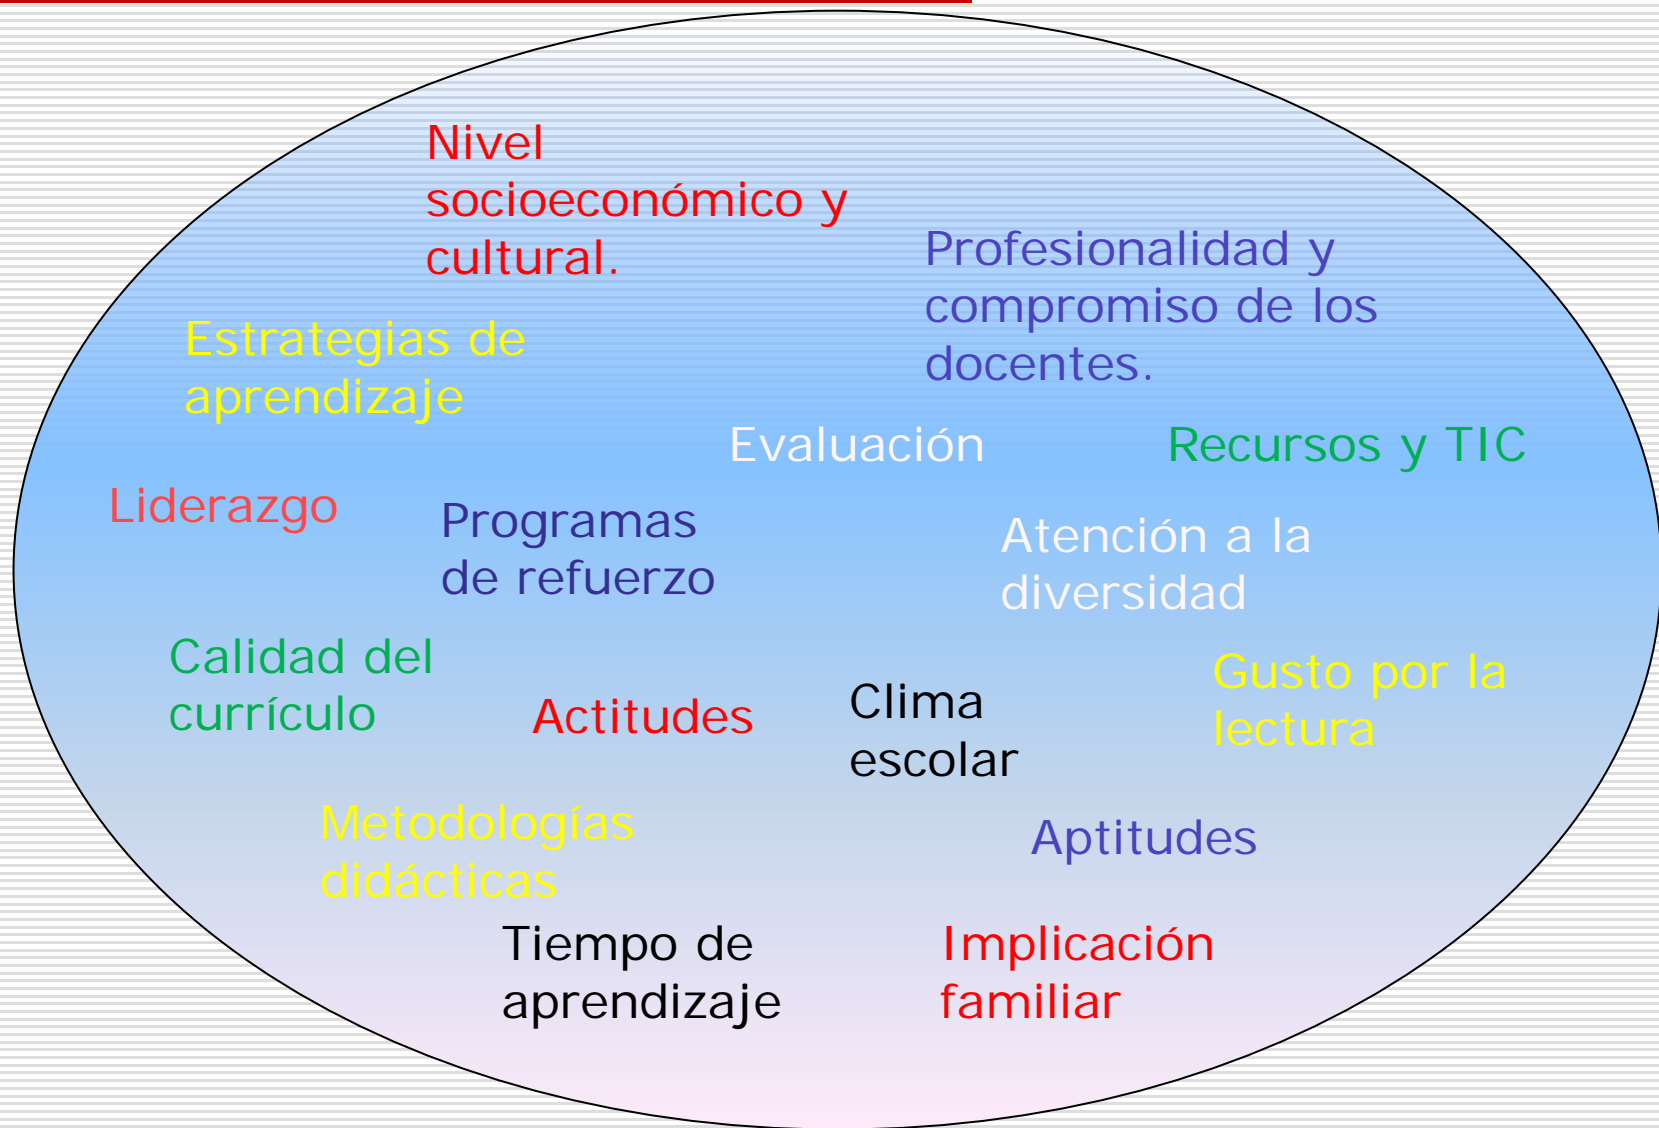 Nivel
socioeconómico y
cultural.
Profesionalidad y
compromiso de los
docentes.
Estrategias de
aprendizaje
Evaluación
Recursos y TIC
Liderazgo
Programas
de refuerzo
Atención a la
diversidad
Calidad del
currículo
Actitudes
Clima
escolar
Gusto por la
lectura
Metodologías
didácticas
Aptitudes
Tiempo de
aprendizaje
Implicación
familiar